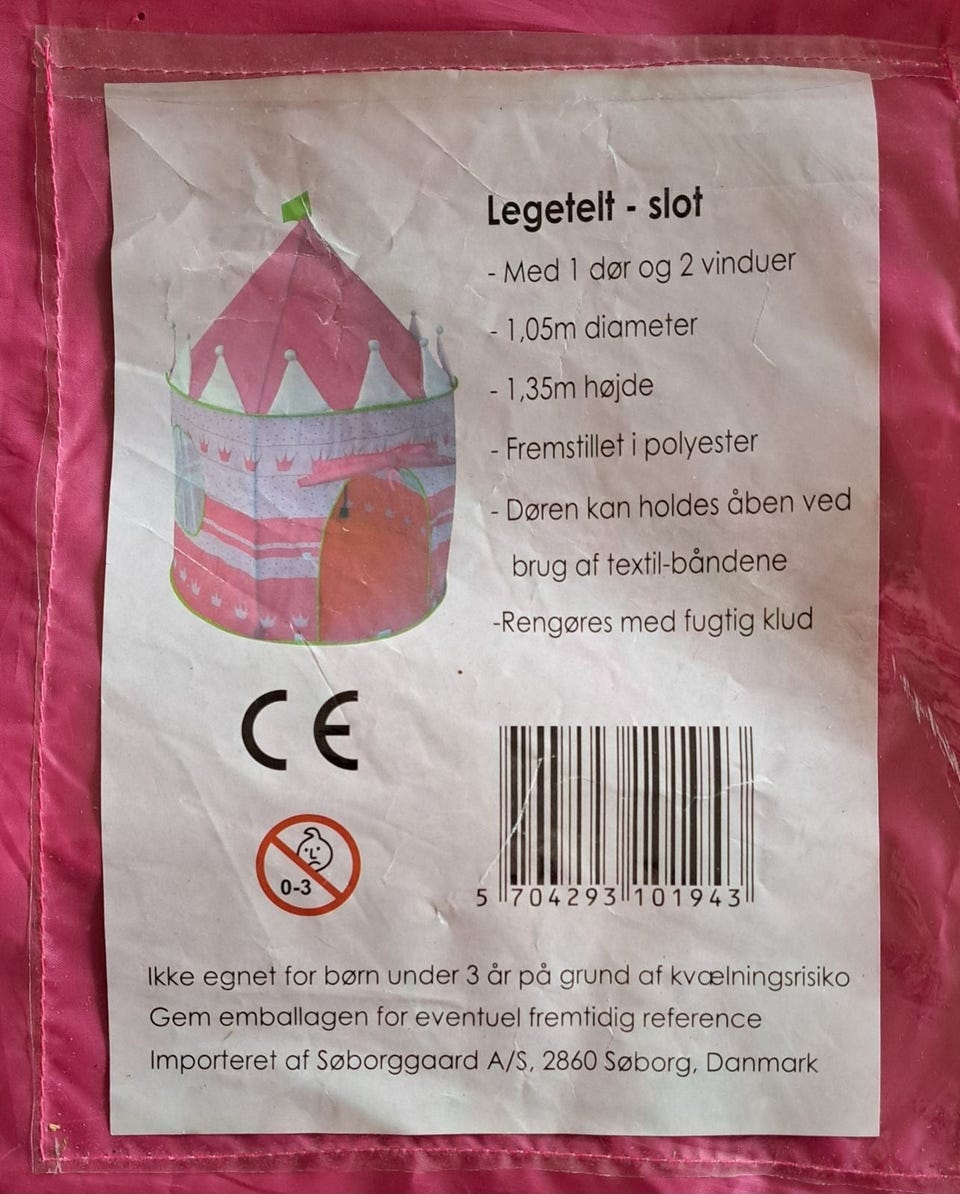 Legetelt - slot
- Med 1 dør og 2 vinduer
- 1,05m diameter
- 1,35m højde
- Fremstillet i polyester
- Døren kan holdes åben ved
brug af textil-båndene
-Rengøres med fugtig klud
CE
0-3
5 704293 101943
Ikke egnet for børn under 3 år på grund af kvælningsrisiko
Gem emballagen for eventuel fremtidig reference
Importeret af Søborggaard A/S, 2860 Søborg, Danmark